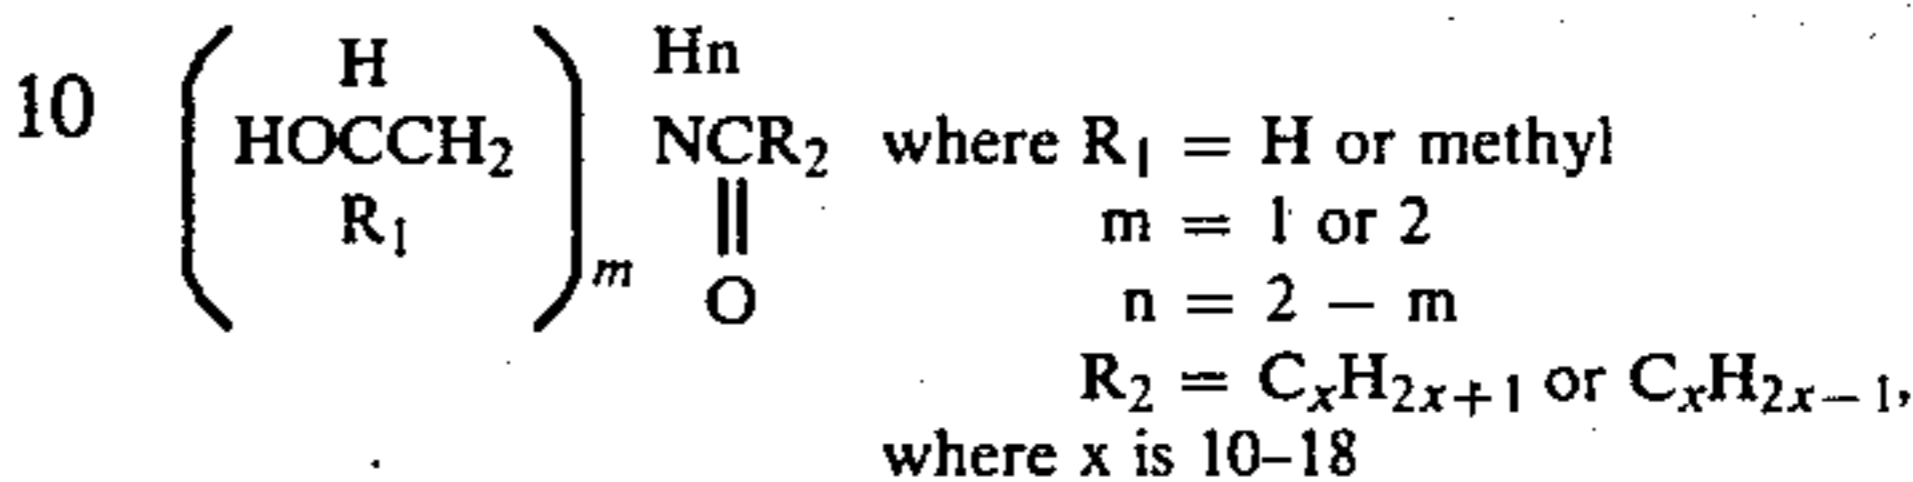 H Hn
10 HOCCH₂ NCR₂ where R₁ = H or methyl
R₁ m = 1 or 2
m
O n = 2 – m
R₂ = CₓH₂ₓ₊₁ or CₓH₂ₓ₋₁,
where x is 10–18